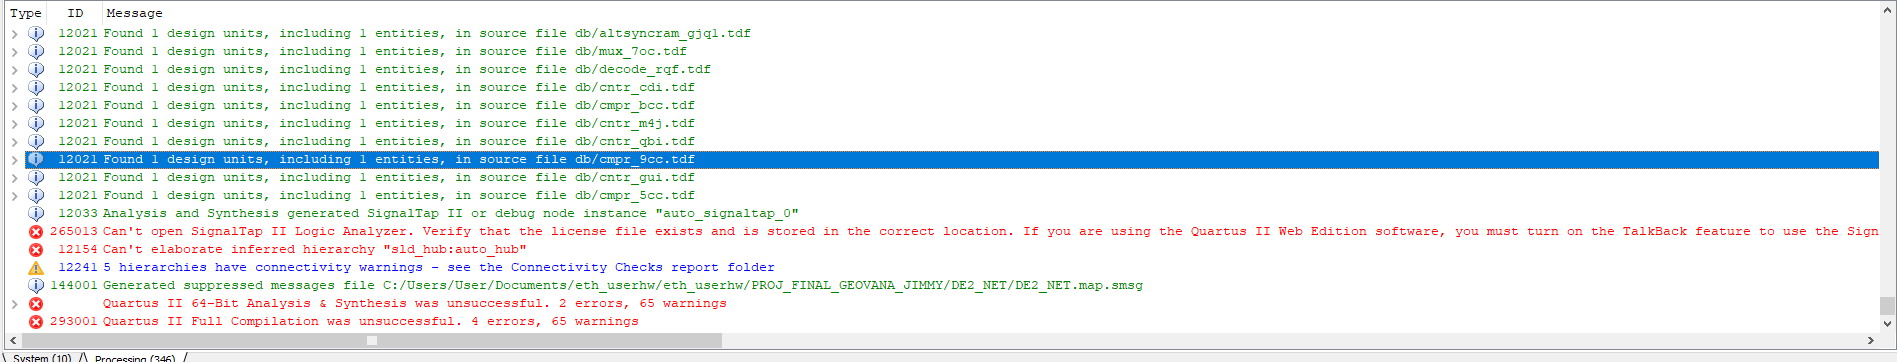 Type ID Message
12021 Found 1 design units, including 1 entities, in source file db/altsyncram_gjq1.tdf
12021 Found 1 design units, including 1 entities, in source file db/mux_7oc.tdf
12021 Found 1 design units, including 1 entities, in source file db/decode_rqf.tdf
12021 Found 1 design units, including 1 entities, in source file db/cntr_cdi.tdf
12021 Found 1 design units, including 1 entities, in source file db/cmpr_bcc.tdf
12021 Found 1 design units, including 1 entities, in source file db/cntr_m4j.tdf
12021 Found 1 design units, including 1 entities, in source file db/cntr_qbi.tdf
12021 Found 1 design units, including 1 entities, in source file db/cmpr_9cc.tdf
12021 Found 1 design units, including 1 entities, in source file db/cntr_gui.tdf
12021 Found 1 design units, including 1 entities, in source file db/cmpr_5cc.tdf
12033 Analysis and Synthesis generated SignalTap II or debug node instance "auto_signaltap_0"
265013 Can't open SignalTap II Logic Analyzer. Verify that the license file exists and is stored in the correct location. If you are using the Quartus II Web Edition software, you must turn on the TalkBack feature to use the Sign
12154 Can't elaborate inferred hierarchy "sld_hub:auto_hub"
12241 5 hierarchies have connectivity warnings - see the Connectivity Checks report folder
144001 Generated suppressed messages file C:/Users/User/Documents/eth_userhw/eth_userhw/PROJ_FINAL_GEOVANA_JIMMY/DE2_NET/DE2_NET.map.smsg
Quartus II 64-Bit Analysis & Synthesis was unsuccessful. 2 errors, 65 warnings
293001 Quartus II Full Compilation was unsuccessful. 4 errors, 65 warnings
System (10) Processing (346)